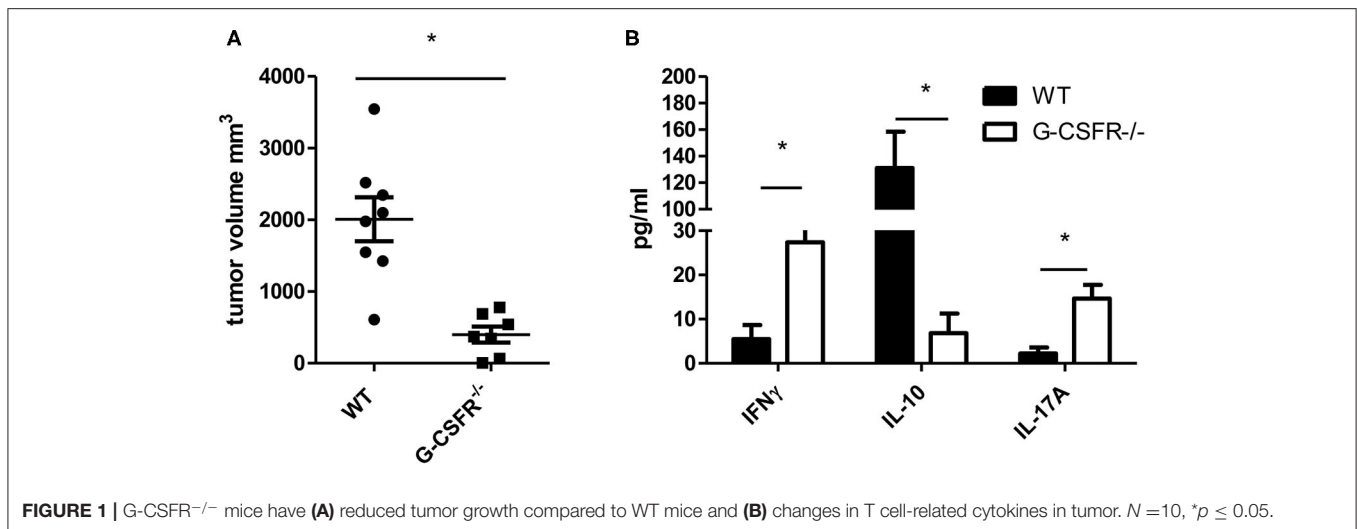 A
*
tumor volume mm³
4000
3000
2000
1000
0
WT
G-CSFR⁻/⁻
B
pg/ml
200
180
160
140
120
100
30
20
10
0
*
*
*
WT
G-CSFR-/-
IFNγ
IL-10
IL-17A
FIGURE 1 | G-CSFR⁻/⁻ mice have (A) reduced tumor growth compared to WT mice and (B) changes in T cell-related cytokines in tumor. N =10, *p ≤ 0.05.